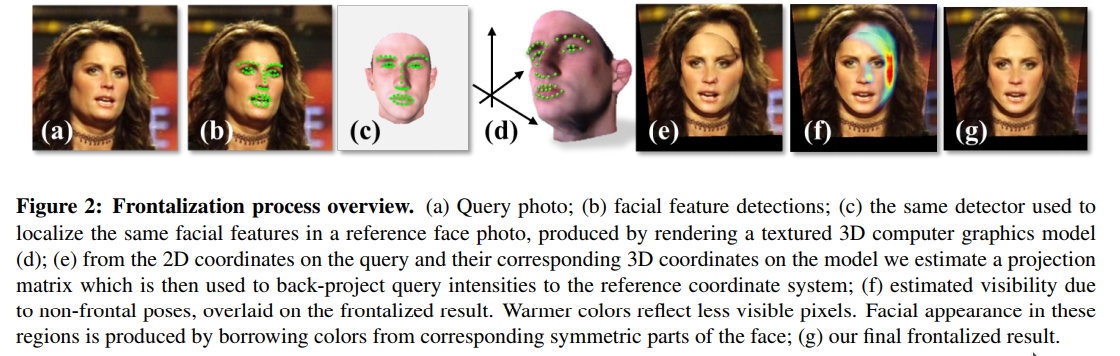 (a) (b) (c) (d) (e) (f) (g)
Figure 2: Frontalization process overview. (a) Query photo; (b) facial feature detections; (c) the same detector used to
localize the same facial features in a reference face photo, produced by rendering a textured 3D computer graphics model
(d); (e) from the 2D coordinates on the query and their corresponding 3D coordinates on the model we estimate a projection
matrix which is then used to back-project query intensities to the reference coordinate system; (f) estimated visibility due
to non-frontal poses, overlaid on the frontalized result. Warmer colors reflect less visible pixels. Facial appearance in these
regions is produced by borrowing colors from corresponding symmetric parts of the face; (g) our final frontalized result.